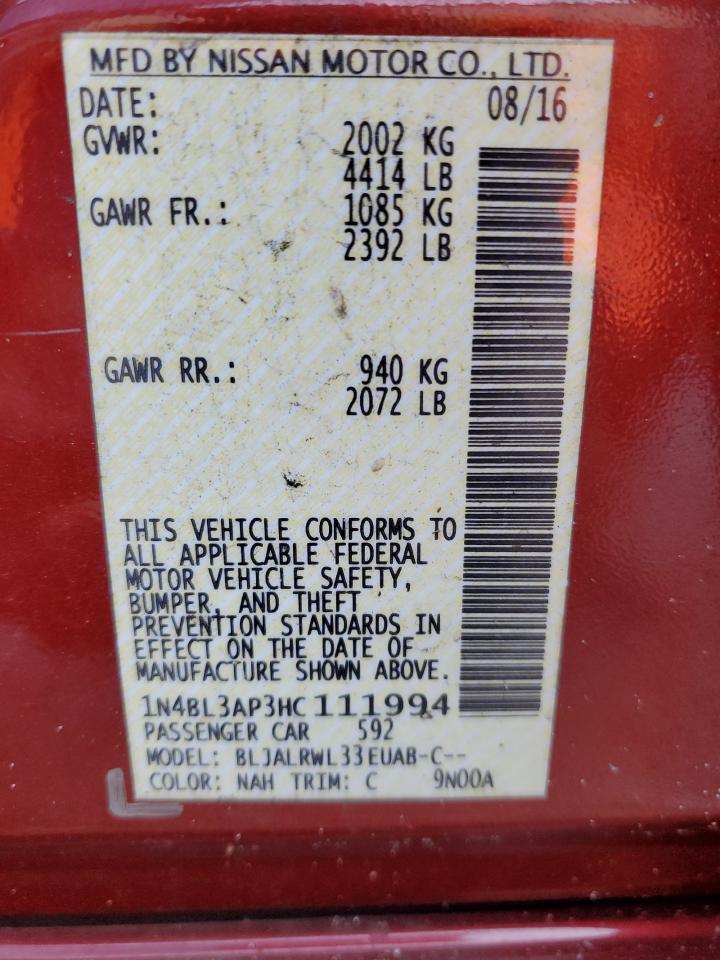 MFD BY NISSAN MOTOR CO., LTD.
DATE: 08/16
GVWR: 2002 KG
4414 LB
GAWR FR.: 1085 KG
2392 LB
GAWR RR.: 940 KG
2072 LB
THIS VEHICLE CONFORMS TO
ALL APPLICABLE FEDERAL
MOTOR VEHICLE SAFETY,
BUMPER, AND THEFT
PREVENTION STANDARDS IN
EFFECT ON THE DATE OF
MANUFACTURE SHOWN ABOVE.
1N4BL3AP3HC111994
PASSENGER CAR 592
MODEL: BLJALRWL33EUAB-C--
COLOR: NAH TRIM: C 9N00A